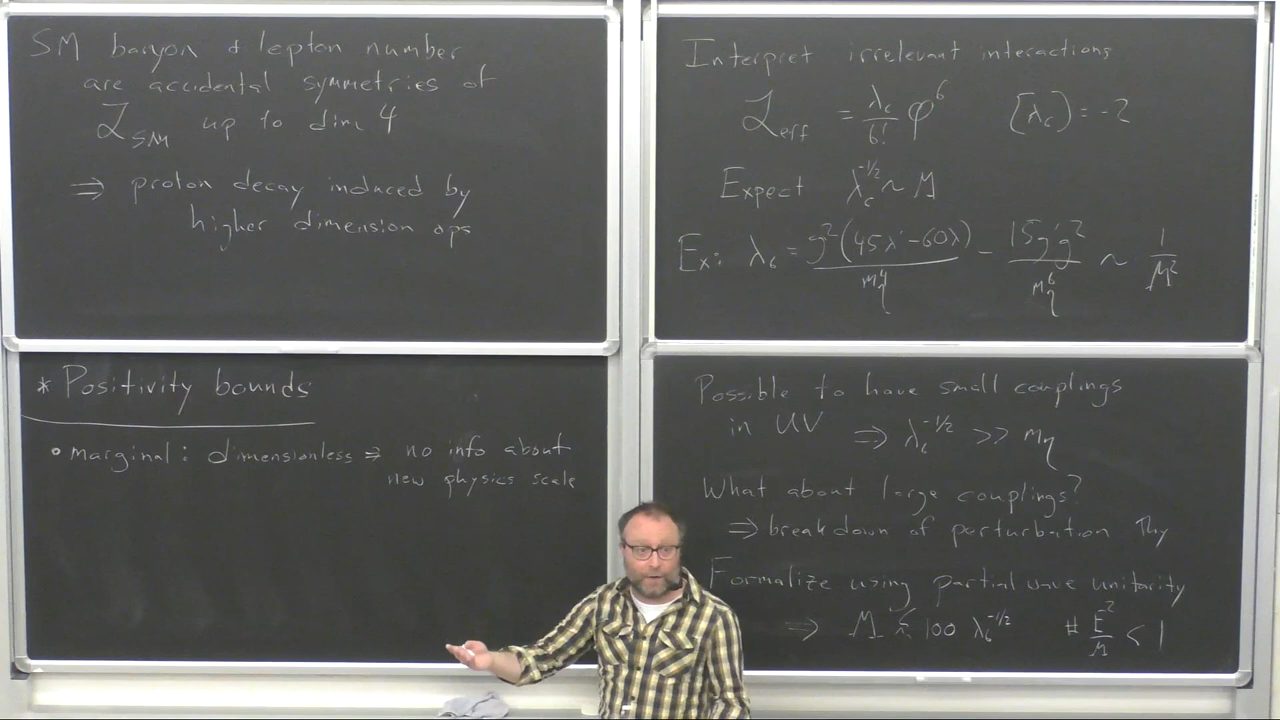 SM baryon & lepton number
are accidental symmetries of
ℒ_SM up to dim 4
⇒ proton decay induced by
higher dimension ops
* Positivity bounds
• marginal: dimensionless ⇒ no info about
new physics scale
Interpret irrelevant interactions
ℒ_eff = λ₆/6! φ⁶ [λ₆] = -2
Expect λ₆^{-1/2} ~ M
Ex: λ₆ = g²(45λ' - 60λ)/m_η⁴ - 15g'g²/m_η⁶ ~ 1/M²
Possible to have small couplings
in UV ⇒ λ₆^{-1/2} >> m_η
What about large couplings?
⇒ breakdown of perturbation Thy
Formalize using partial wave unitarity
⇒ M ≲ 100 λ₆^{-1/2} # E²/M < 1